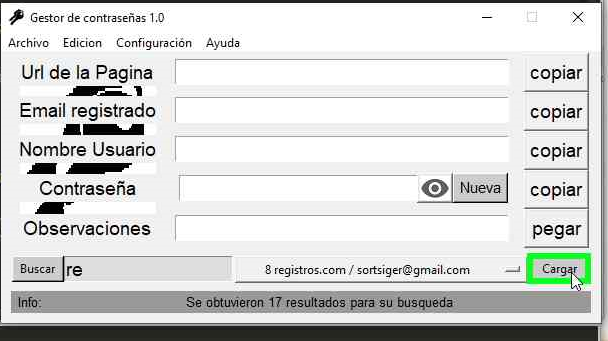 Gestor de contraseñas 1.0
Archivo Edicion Configuración Ayuda
Url de la Pagina copiar
Email registrado copiar
Nombre Usuario copiar
Contraseña Nueva copiar
Observaciones pegar
Buscar re 8 registros.com / sortsiger@gmail.com Cargar
Info: Se obtuvieron 17 resultados para su busqueda